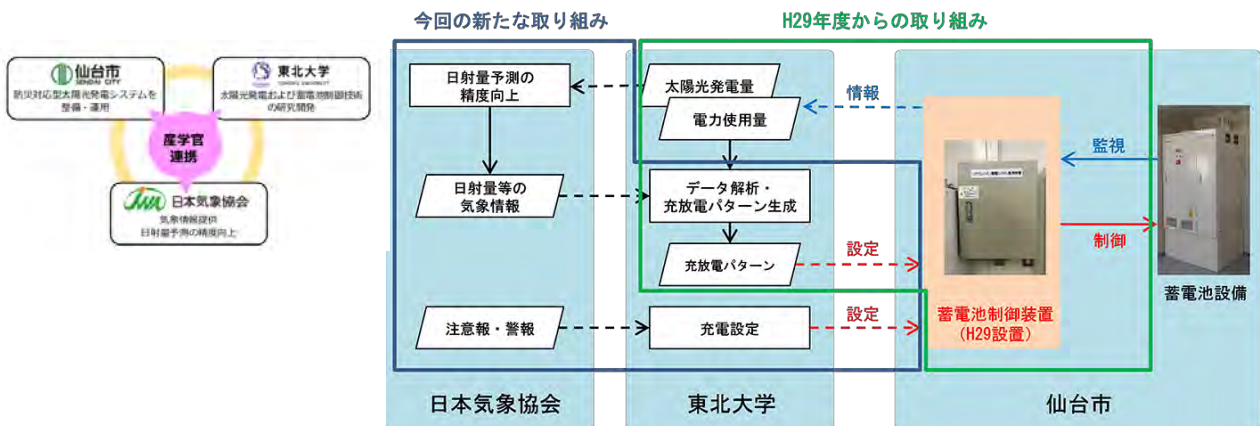 仙台市
SENDAI CITY
防災対応型太陽光発電システムを
整備・運用
東北大学
TOHOKU UNIVERSITY
太陽光発電および蓄電池制御技術
の研究開発
産学官
連携
日本気象協会
気象情報提供
日射量予測の精度向上
今回の新たな取り組み
H29年度からの取り組み
日射量予測の
精度向上
太陽光発電量
電力使用量
情報
監視
日射量等の
気象情報
データ解析・
充放電パターン生成
制御
充放電パターン
設定
蓄電池設備
注意報・警報
充電設定
設定
蓄電池制御装置
(H29設置)
日本気象協会
東北大学
仙台市